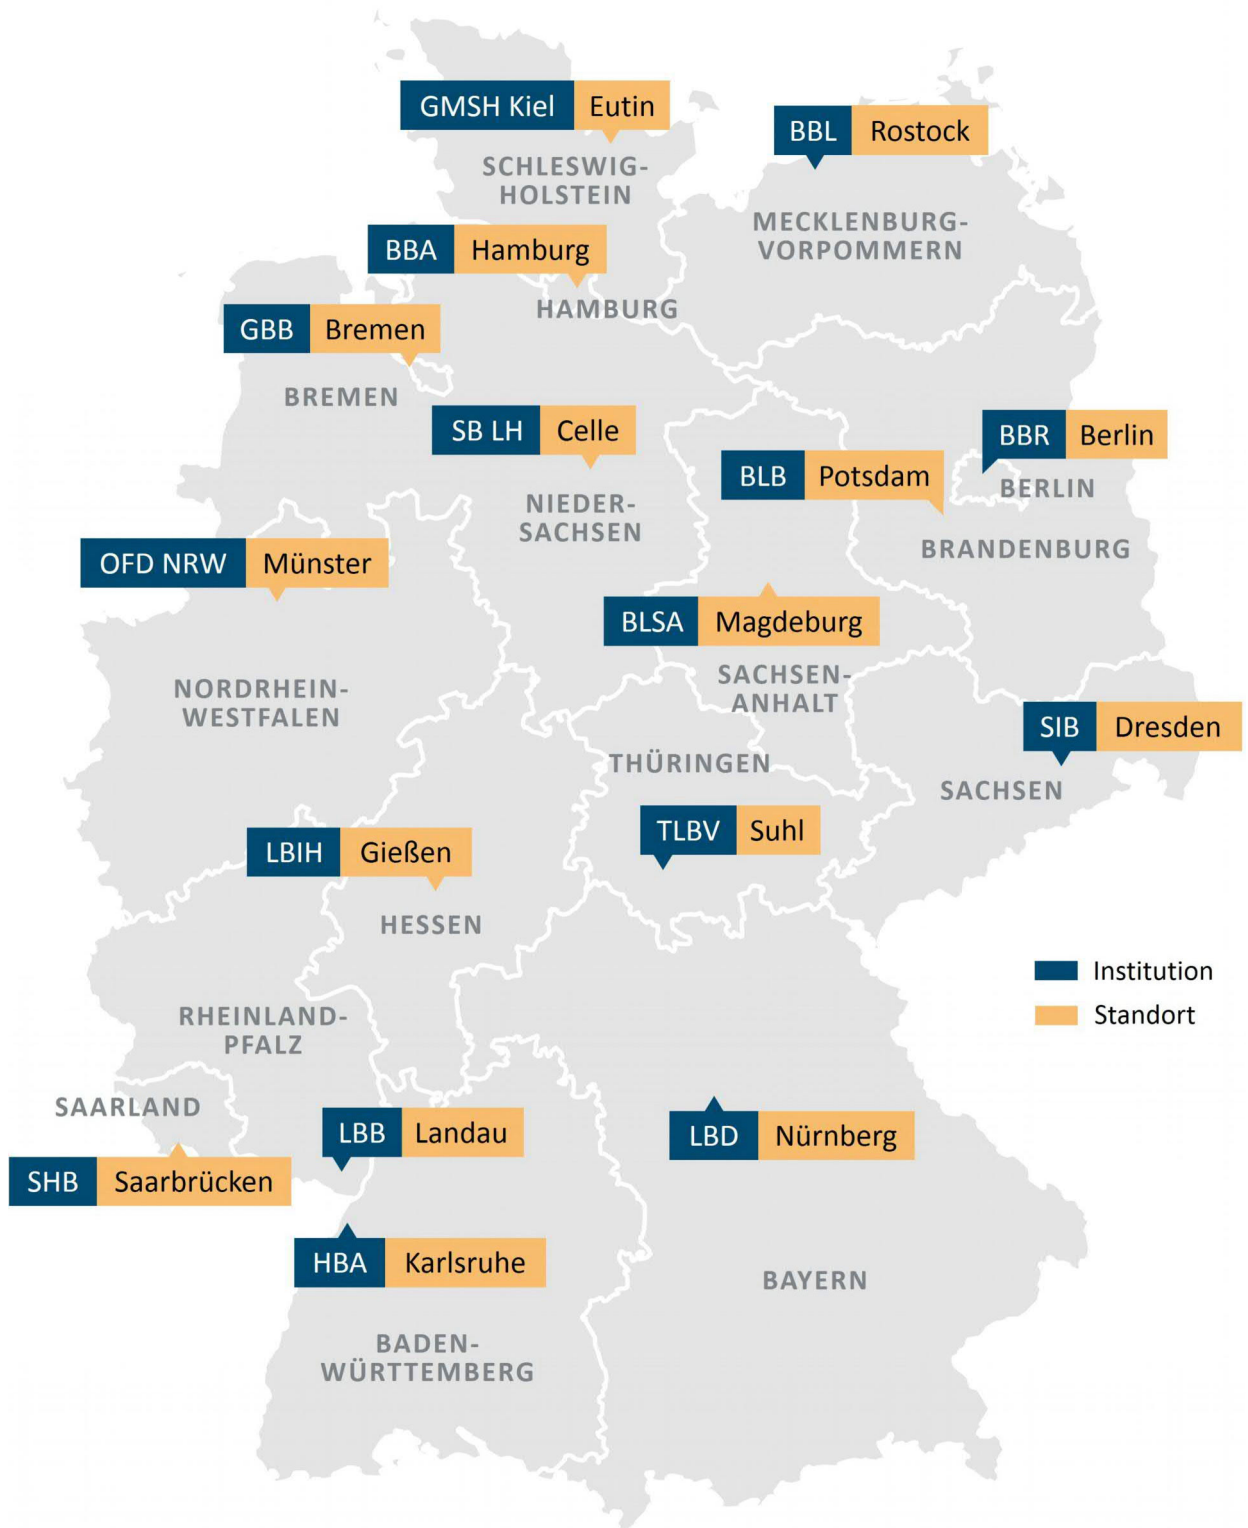 GMSH Kiel Eutin
BBL Rostock
SCHLESWIG-
HOLSTEIN
MECKLENBURG-
VORPOMMERN
BBA Hamburg
HAMBURG
GBB Bremen
BREMEN
SB LH Celle
BBR Berlin
BERLIN
BLB Potsdam
NIEDER-
SACHSEN
BRANDENBURG
OFD NRW Münster
BLSA Magdeburg
SACHSEN-
ANHALT
NORDRHEIN-
WESTFALEN
SIB Dresden
SACHSEN
THÜRINGEN
TLBV Suhl
LBIH Gießen
HESSEN
Institution
Standort
RHEINLAND-
PFALZ
SAARLAND
LBB Landau
LBD Nürnberg
SHB Saarbrücken
HBA Karlsruhe
BAYERN
BADEN-
WÜRTTEMBERG